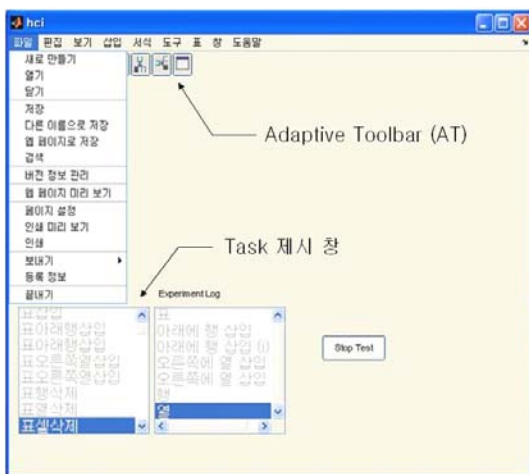 hci
파일 편집 보기 삽입 서식 도구 표 창 도움말
새로 만들기
열기
닫기
저장
다른 이름으로 저장
웹 페이지로 저장
검색
버전 정보 관리
웹 페이지 미리 보기
페이지 설정
인쇄 미리 보기
인쇄
보내기
등록 정보
끝내기
Adaptive Toolbar (AT)
Task 제시 창
Experiment Log
표삽입
표아래행삽입
표아래행삽입
표오른쪽열삽입
표오른쪽열삽입
표행삭제
표열삭제
표셀삭제
표
아래에 행 삽입
아래에 행 삽입 (I)
오른쪽에 열 삽입
오른쪽에 열 삽입
행
열
Stop Test